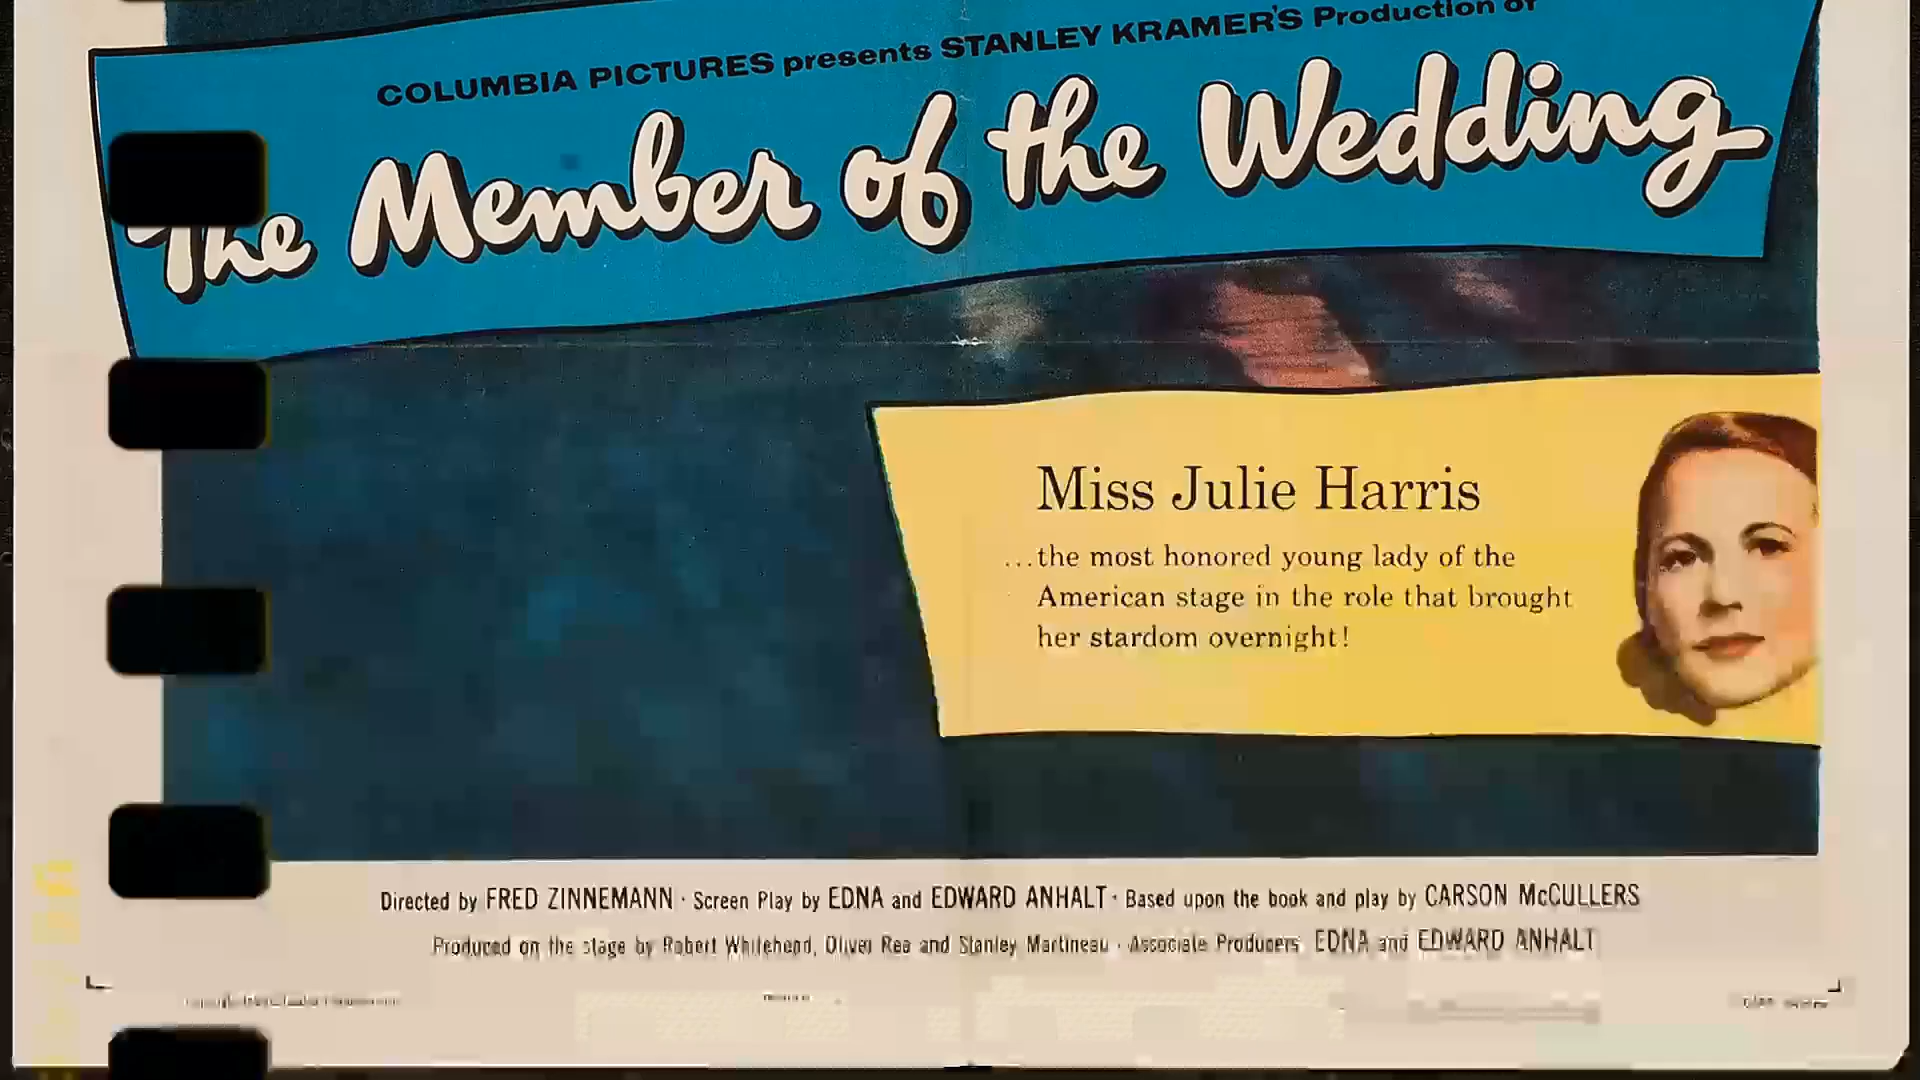 COLUMBIA PICTURES presents STANLEY KRAMER'S Production of
The Member of the Wedding
Miss Julie Harris
...the most honored young lady of the
American stage in the role that brought
her stardom overnight!
Directed by FRED ZINNEMANN · Screen Play by EDNA and EDWARD ANHALT · Based upon the book and play by CARSON McCULLERS
Produced on the stage by Robert Whitehead, Oliver Rea and Stanley Martineau · Associate Producers EDNA and EDWARD ANHALT